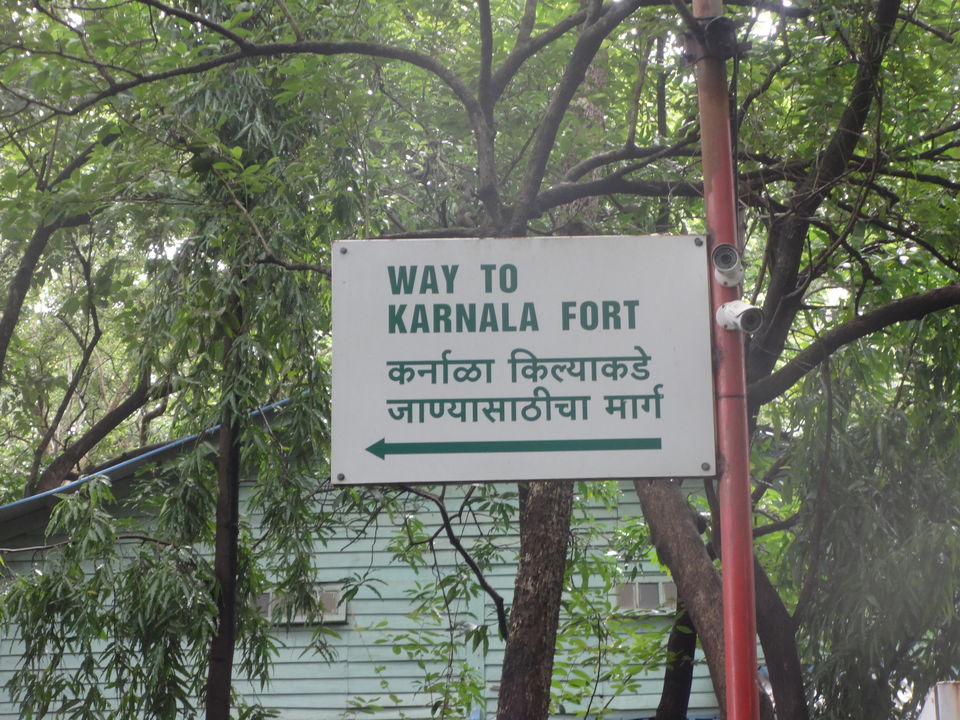 WAY TO
KARNALA FORT
कर्नाळा किल्याकडे
जाण्यासाठीचा मार्ग